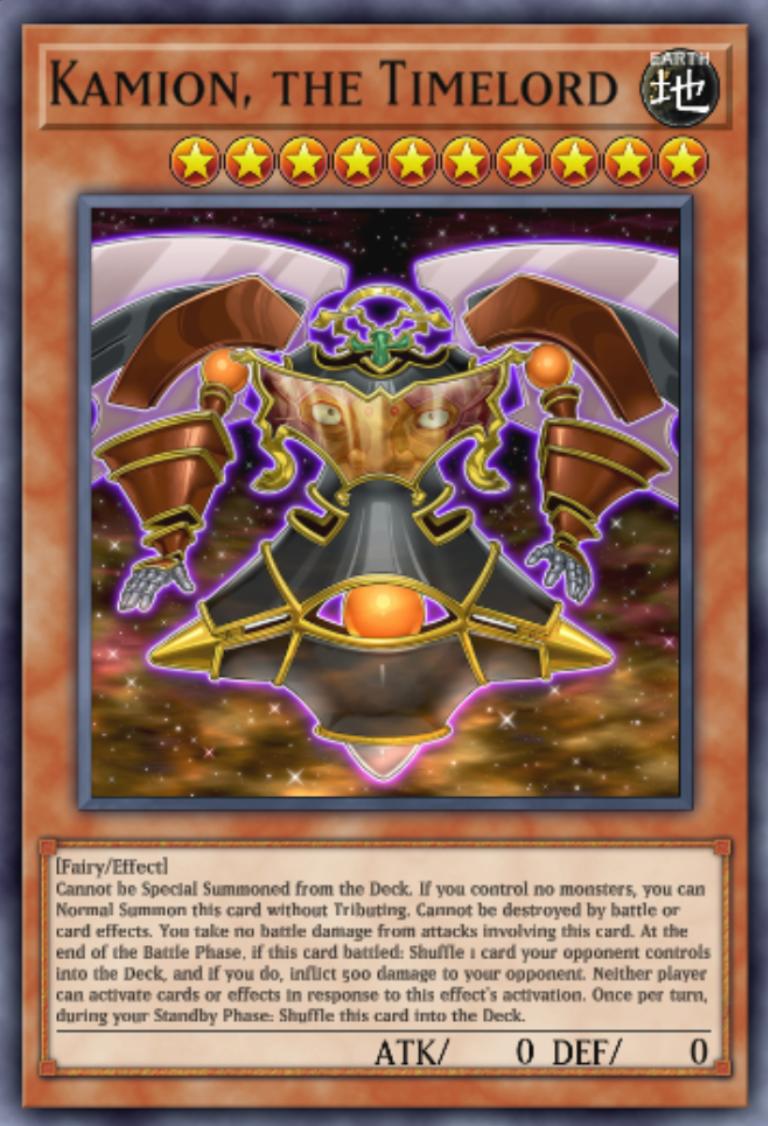 KAMION, THE TIMELORD
EARTH
地
[Fairy/Effect]
Cannot be Special Summoned from the Deck. If you control no monsters, you can
Normal Summon this card without Tributing. Cannot be destroyed by battle or
card effects. You take no battle damage from attacks involving this card. At the
end of the Battle Phase, if this card battled: Shuffle 1 card your opponent controls
into the Deck, and if you do, inflict 500 damage to your opponent. Neither player
can activate cards or effects in response to this effect's activation. Once per turn,
during your Standby Phase: Shuffle this card into the Deck.
ATK/ 0 DEF/ 0